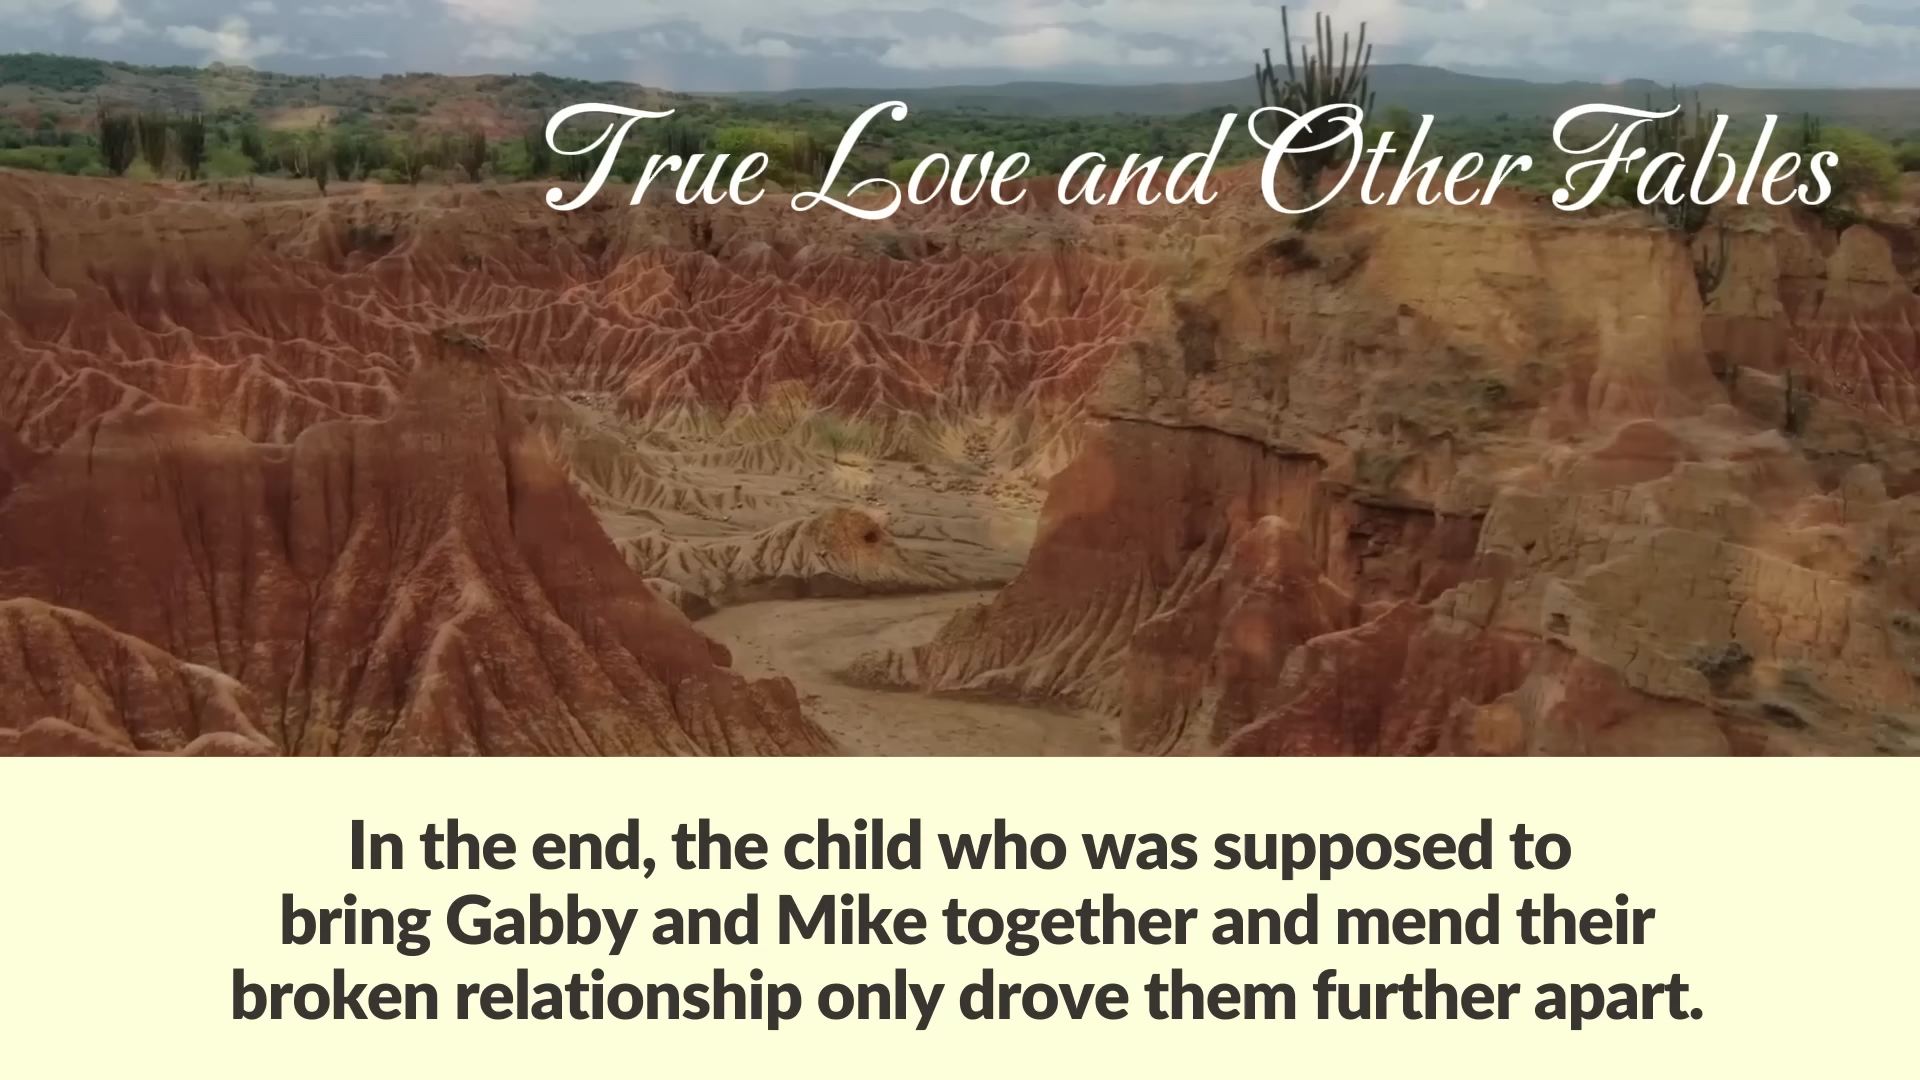 True Love and Other Fables
In the end, the child who was supposed to
bring Gabby and Mike together and mend their
broken relationship only drove them further apart.